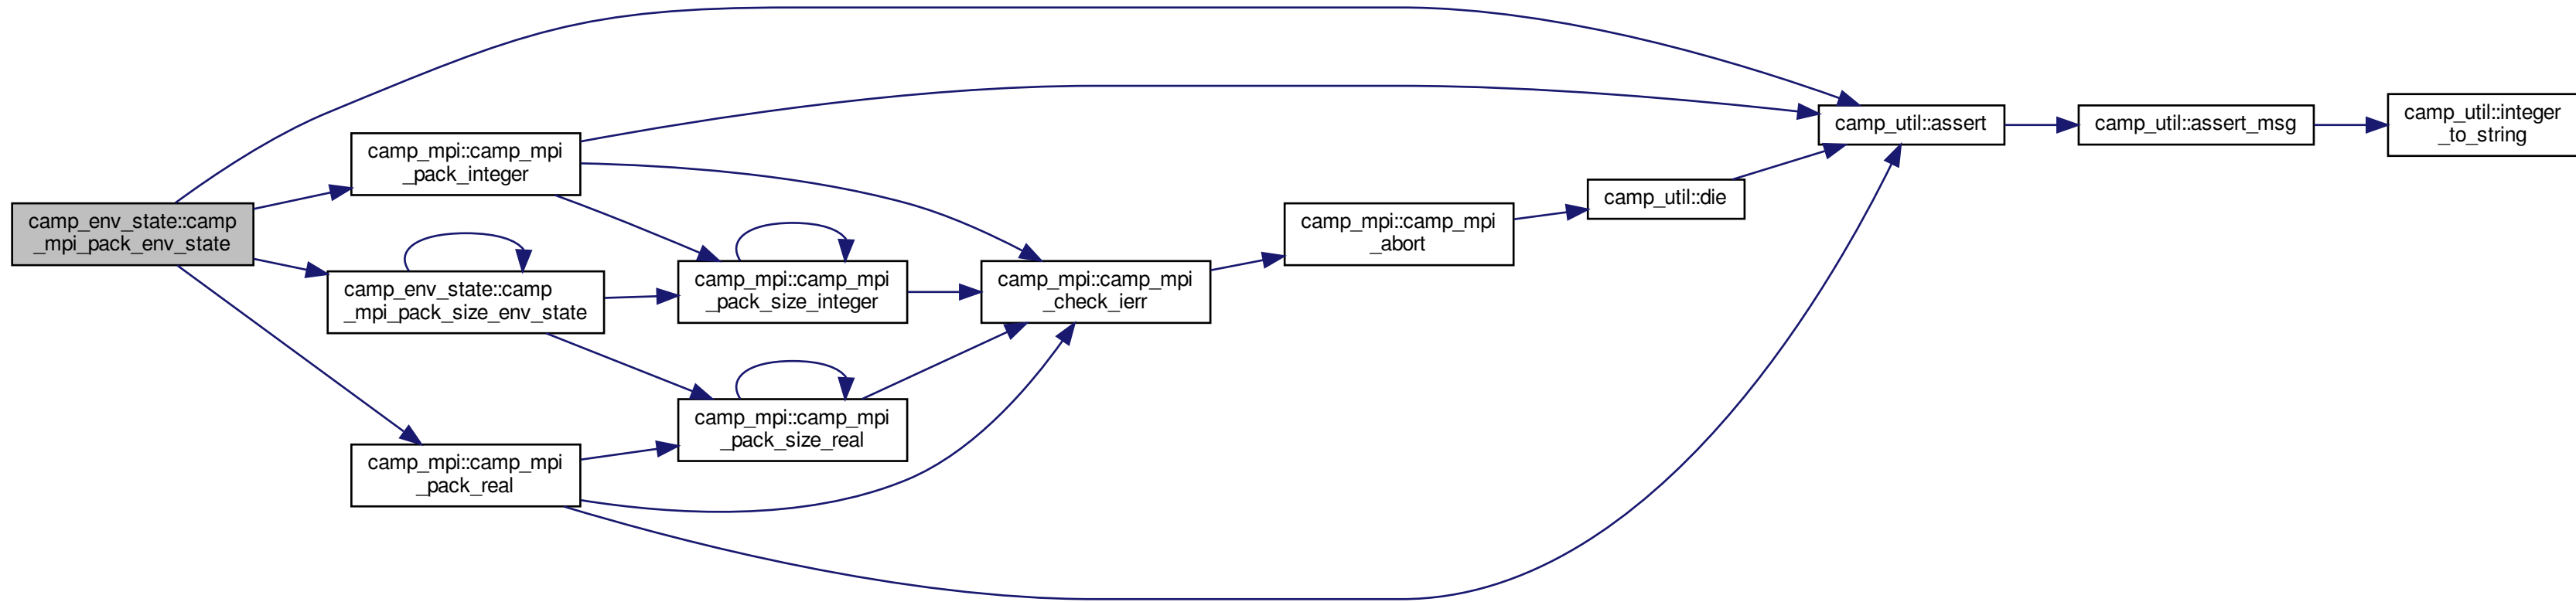 camp_env_state::camp
_mpi_pack_env_state
camp_mpi::camp_mpi
_pack_integer
camp_env_state::camp
_mpi_pack_size_env_state
camp_mpi::camp_mpi
_pack_real
camp_mpi::camp_mpi
_pack_size_integer
camp_mpi::camp_mpi
_pack_size_real
camp_mpi::camp_mpi
_check_ierr
camp_mpi::camp_mpi
_abort
camp_util::die
camp_util::assert
camp_util::assert_msg
camp_util::integer
_to_string